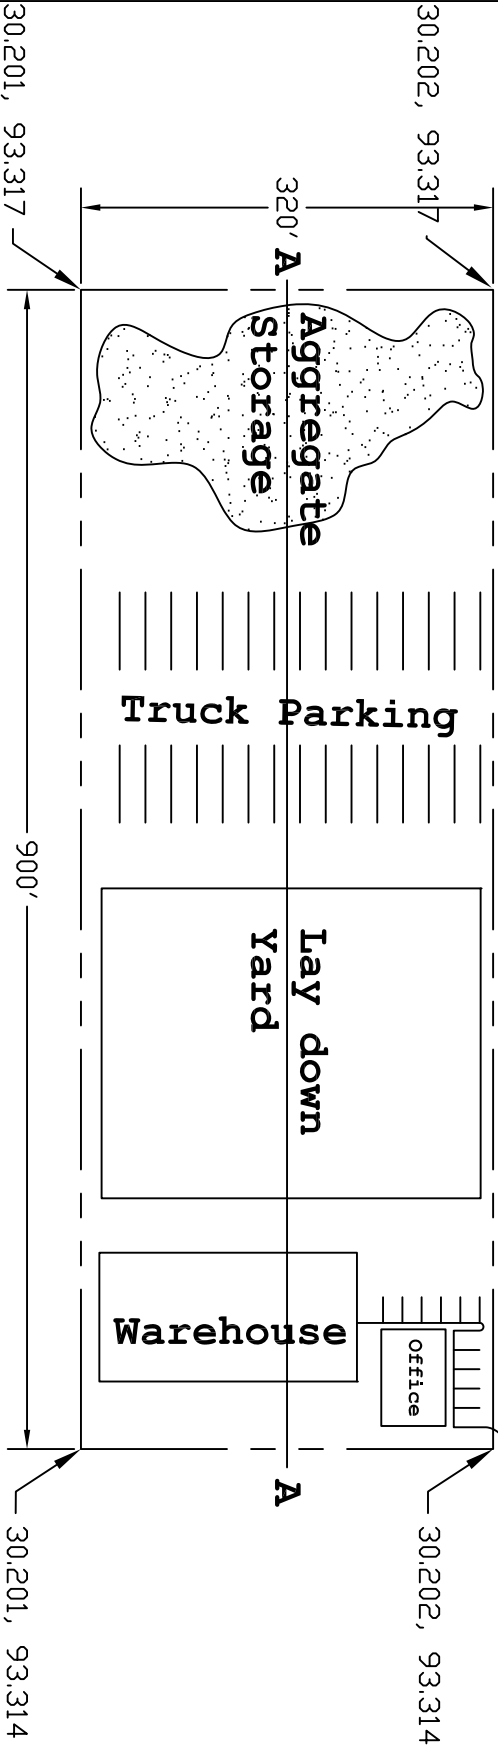 30.202, 93.317
30.201, 93.317
320'
A
Aggregate
Storage
Truck Parking
900'
Lay down
Yard
Warehouse
Office
A
30.202, 93.314
30.201, 93.314